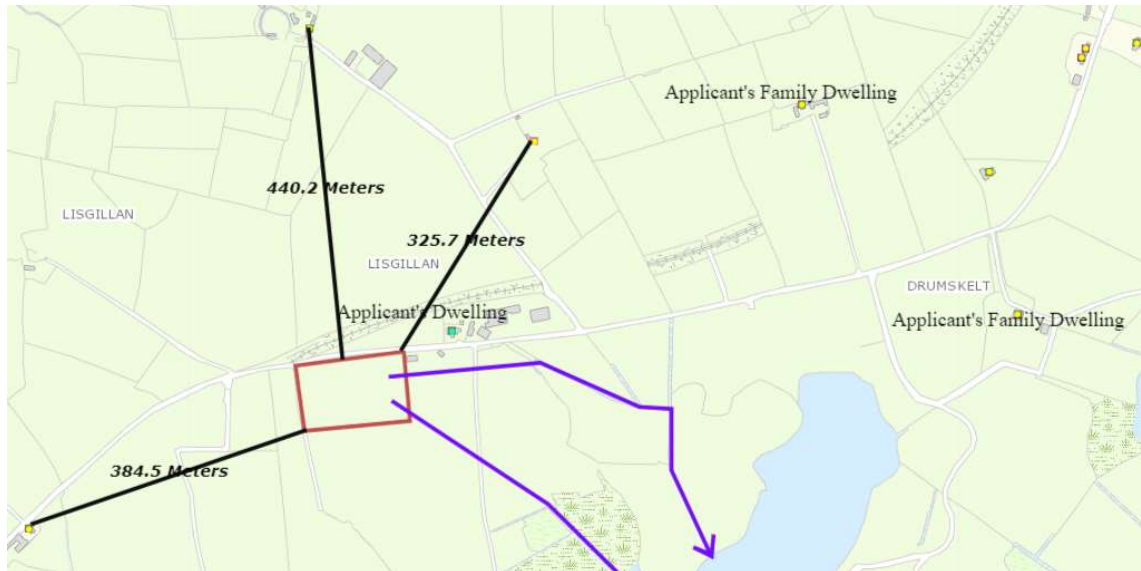 Applicant's Family Dwelling
440.2 Meters
LISGILLAN
325.7 Meters
LISGILLAN
DRUMSKELT
Applicant's Dwelling
Applicant's Family Dwelling
384.5 Meters